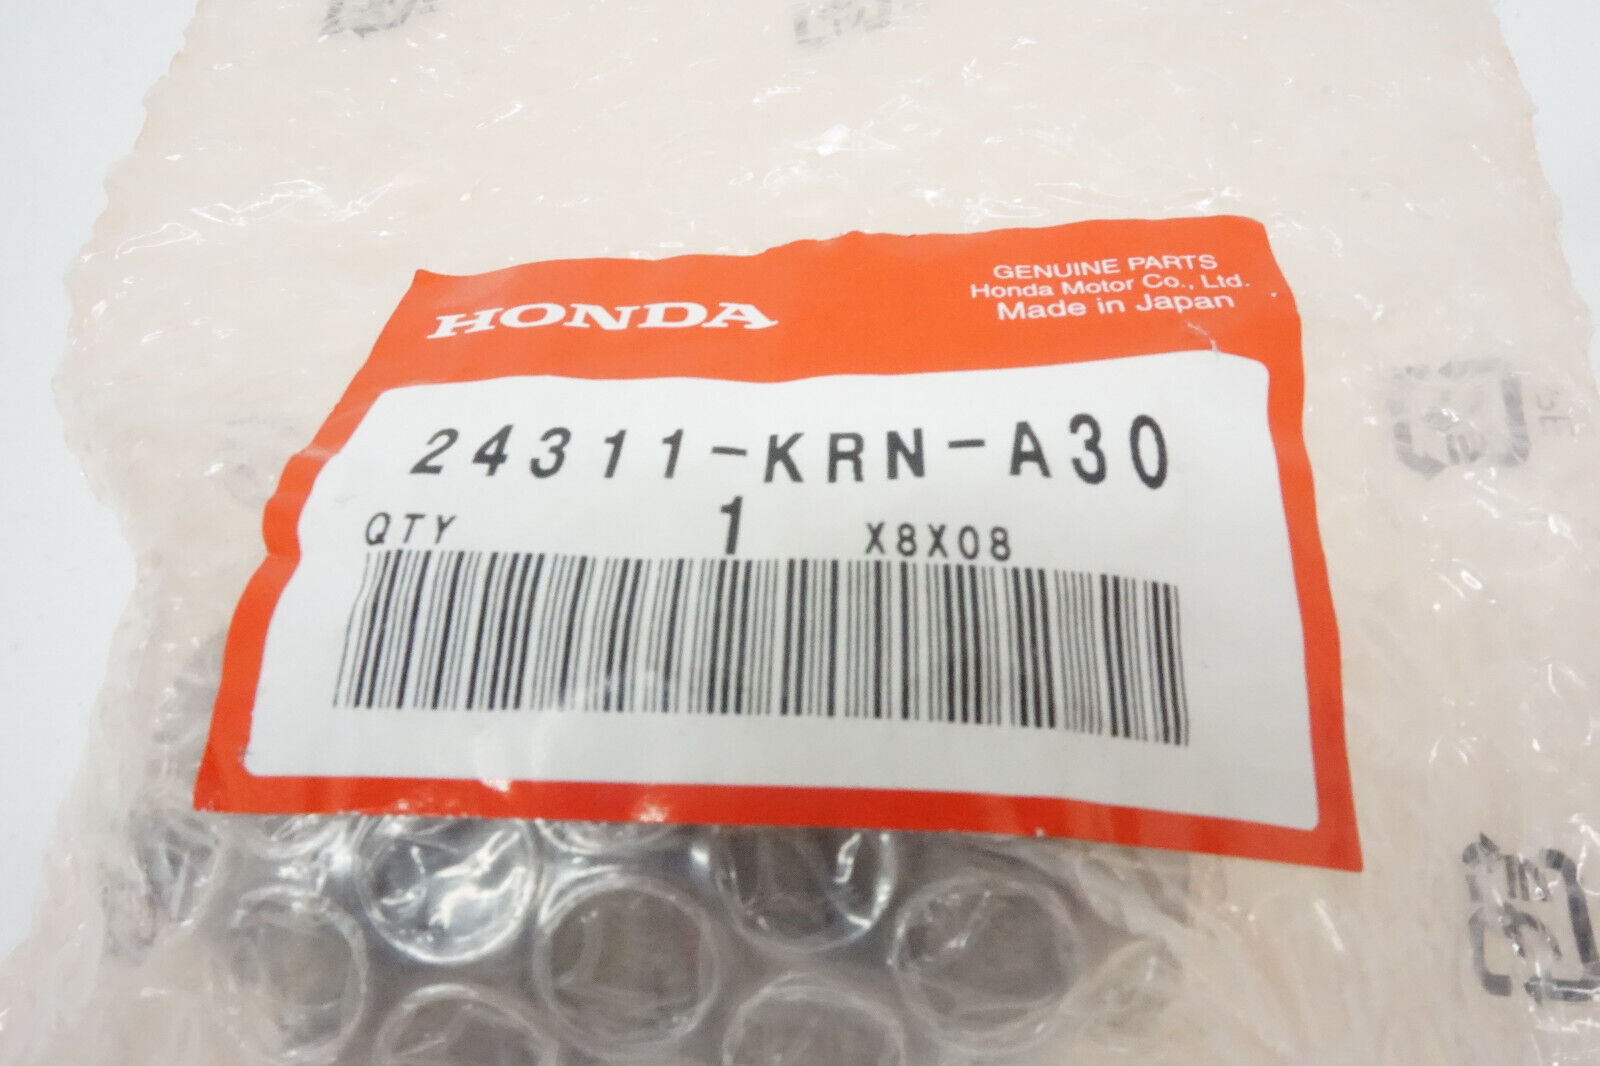 HONDA
GENUINE PARTS
Honda Motor Co., Ltd.
Made in Japan
24311-KRN-A30
QTY 1 X8X08